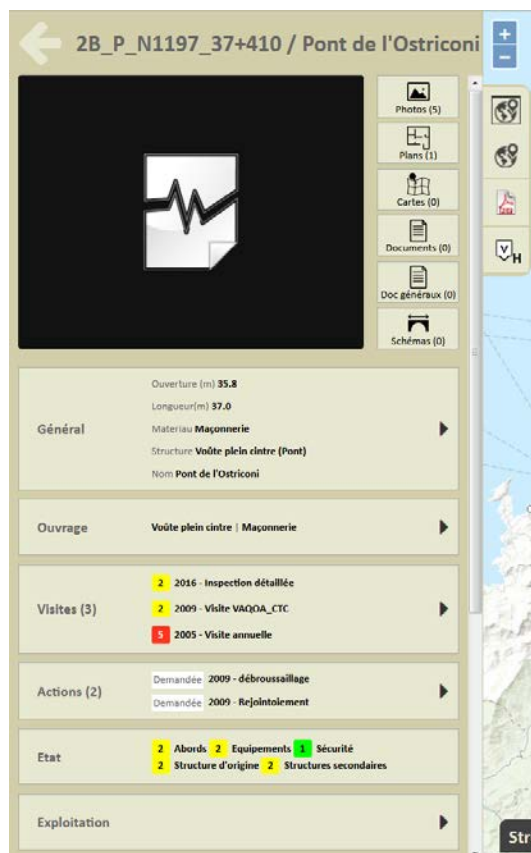 2B_P_N1197_37+410 / Pont de l'Ostriconi
+
-
Photos (5)
Plans (1)
Cartes (0)
Documents (0)
Doc généraux (0)
Schémas (0)
V H
Général
Ouverture (m) 35.8
Longueur(m) 37.0
Materiau Maçonnerie
Structure Voûte plein cintre (Pont)
Nom Pont de l'Ostriconi
Ouvrage
Voûte plein cintre | Maçonnerie
Visites (3)
2 2016 - Inspection détaillée
2 2009 - Visite VAQOA_CTC
5 2005 - Visite annuelle
Actions (2)
Demandée 2009 - débroussaillage
Demandée 2009 - Rejointoiement
Etat
2 Abords 2 Equipements 1 Sécurité
2 Structure d'origine 2 Structures secondaires
Exploitation
Str